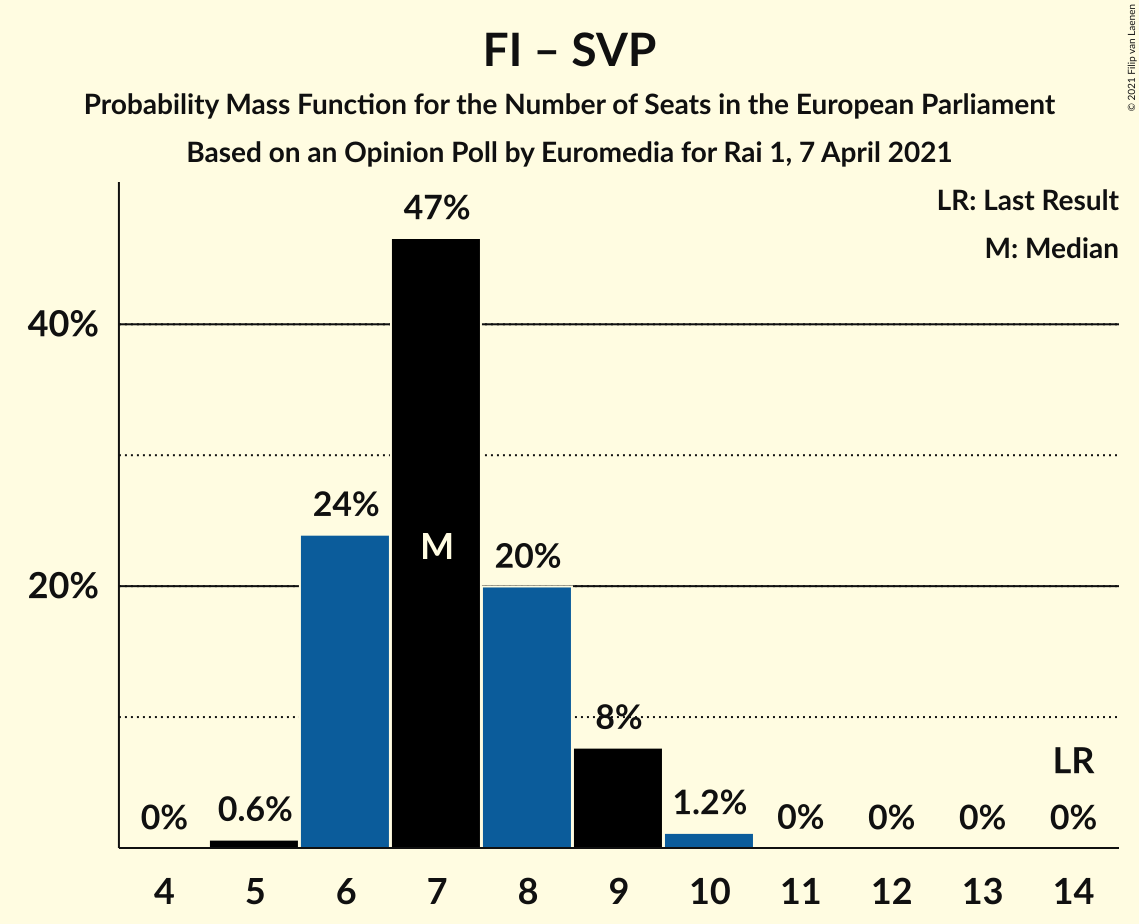 FI – SVP
Probability Mass Function for the Number of Seats in the European Parliament
Based on an Opinion Poll by Euromedia for Rai 1, 7 April 2021
© 2021 Filip van Laenen
LR: Last Result
M: Median
47%
40%
24%
M
20%
20%
8%
LR
0%
0.6%
1.2%
0%
0%
0%
0%
4 5 6 7 8 9 10 11 12 13 14